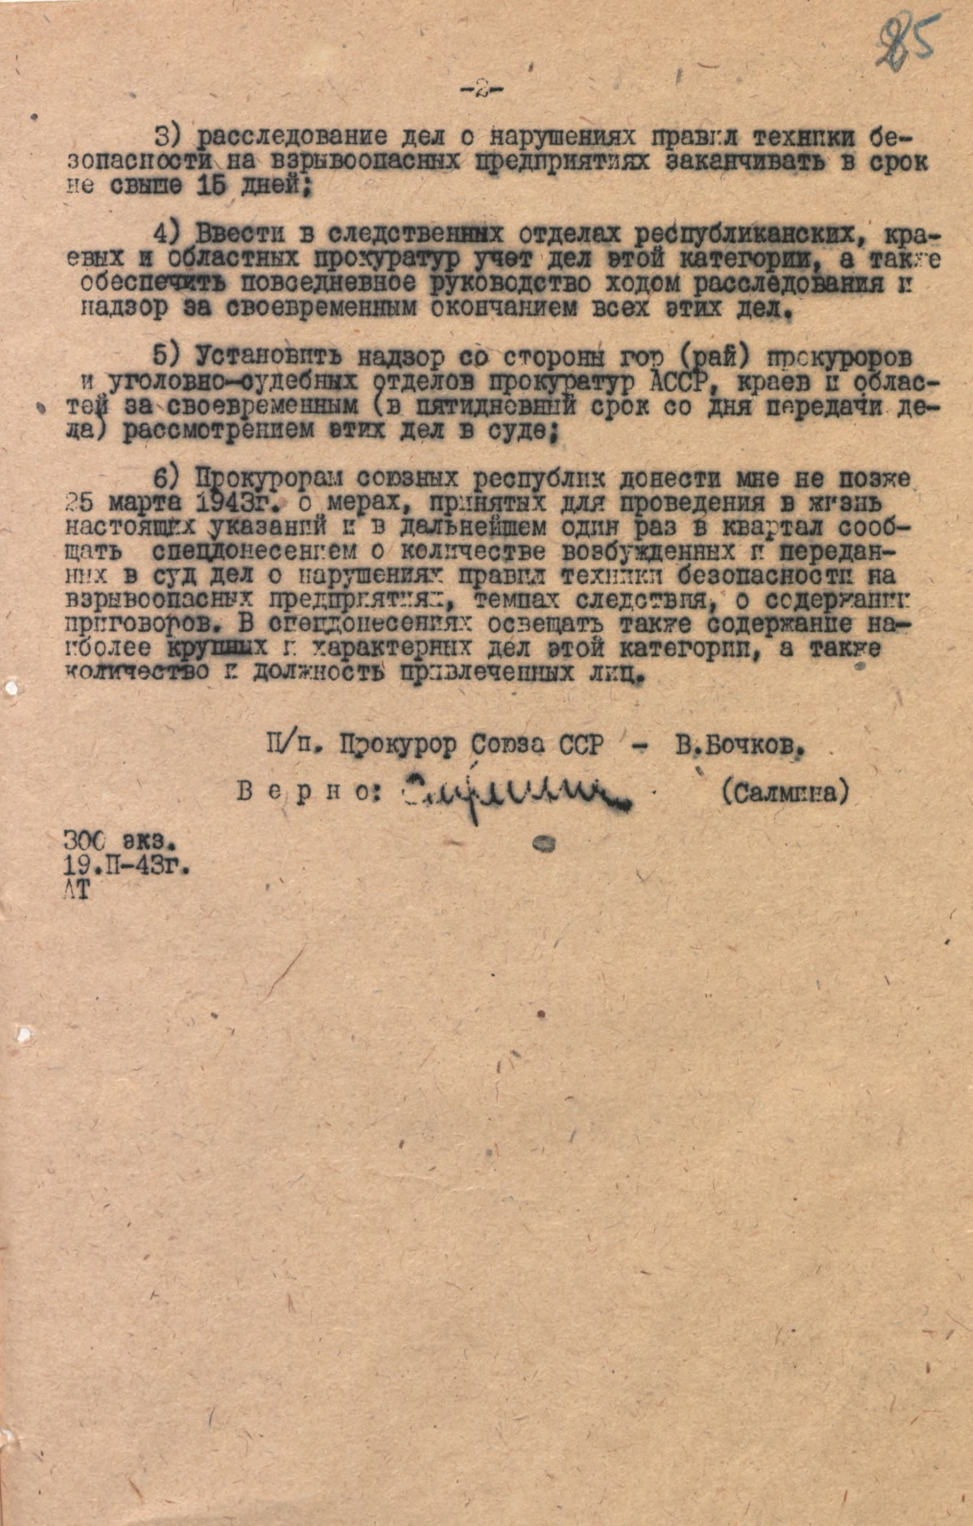 25
-2-
3) расследование дел о нарушениях правил техники бе-
зопасности на взрывоопасных предприятиях заканчивать в срок
не свыше 15 дней;
4) Ввести в следственных отделах республиканских, кра-
евых и областных прокуратур учет дел этой категории, а также
обеспечить повседневное руководство ходом расследования и
надзор за своевременным окончанием всех этих дел.
5) Установить надзор со стороны гор (рай) прокуроров
и уголовно-судебных отделов прокуратур АССР, краев и облас-
тей за своевременным (в пятидневный срок со дня передачи де-
ла) рассмотрением этих дел в суде;
6) Прокурорам союзных республик донести мне не позже
25 марта 1943г. о мерах, принятых для проведения в жизнь
настоящих указаний и в дальнейшем один раз в квартал сооб-
щать спецдонесением о количестве возбужденных и передан-
ных в суд дел о нарушениях правил техники безопасности на
взрывоопасных предприятиях, темпах следствия, о содержании
приговоров. В спецдонесениях освещать также содержание на-
иболее крупных и характерных дел этой категории, а также
количество и должность привлеченных лиц.
П/п. Прокурор Союза ССР - В.Бочков.
Верно: (Салмина)
300 экз.
19.П-43г.
АТ